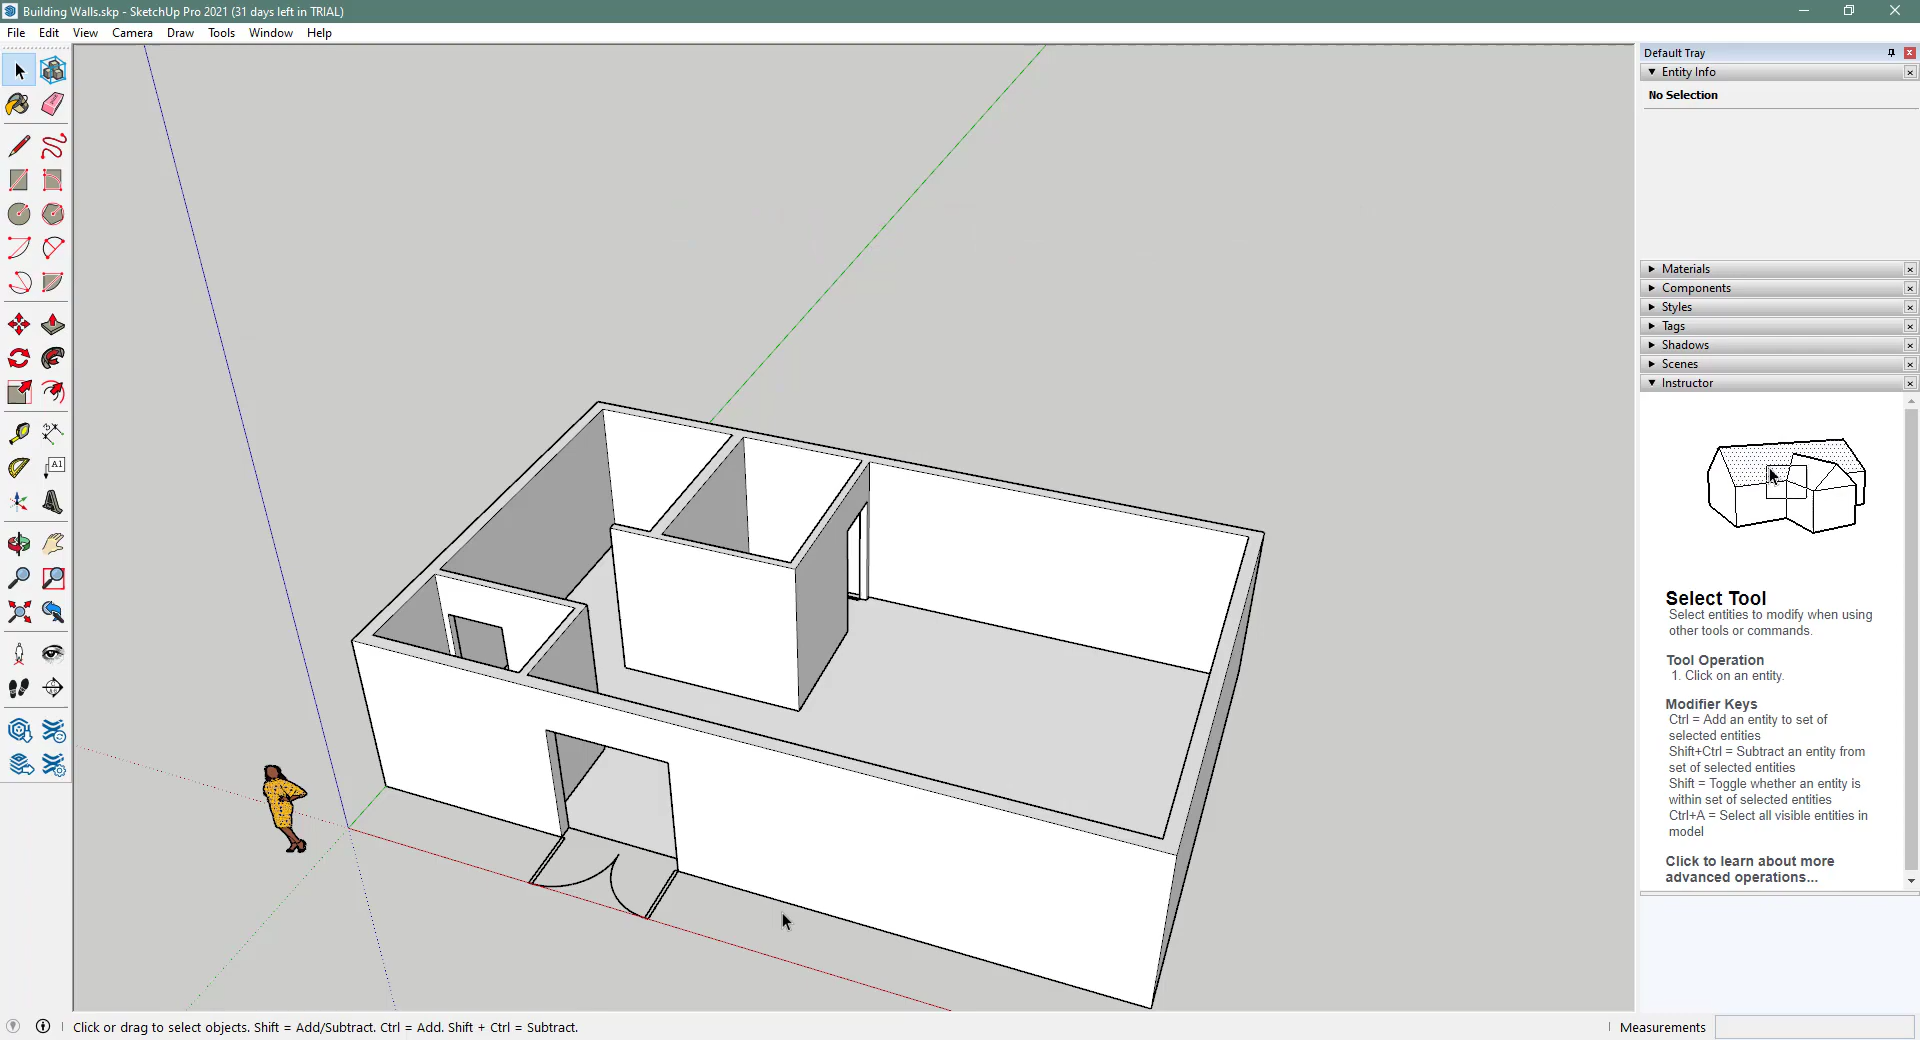 Building Walls.skp - SketchUp Pro 2021 (31 days left in TRIAL)
File Edit View Camera Draw Tools Window Help
Default Tray
Entity Info
No Selection
Materials
Components
Styles
Tags
Shadows
Scenes
Instructor
Select Tool
Select entities to modify when using
other tools or commands.
Tool Operation
1. Click on an entity.
Modifier Keys
Ctrl = Add an entity to set of
selected entities
Shift+Ctrl = Subtract an entity from
set of selected entities
Shift = Toggle whether an entity is
within set of selected entities
Ctrl+A = Select all visible entities in
model
Click to learn about more
advanced operations...
A1
Click or drag to select objects. Shift = Add/Subtract. Ctrl = Add. Shift + Ctrl = Subtract.
Measurements